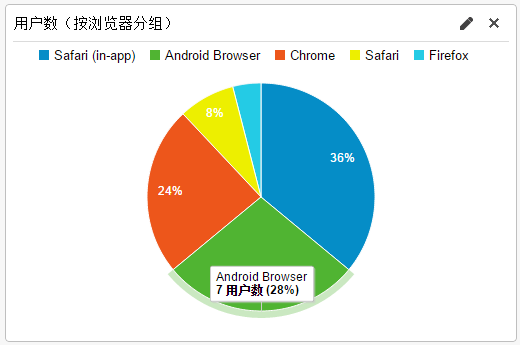 用户数（按浏览器分组）
Safari (in-app) Android Browser Chrome Safari Firefox
8%
36%
24%
Android Browser
7 用户数 (28%)